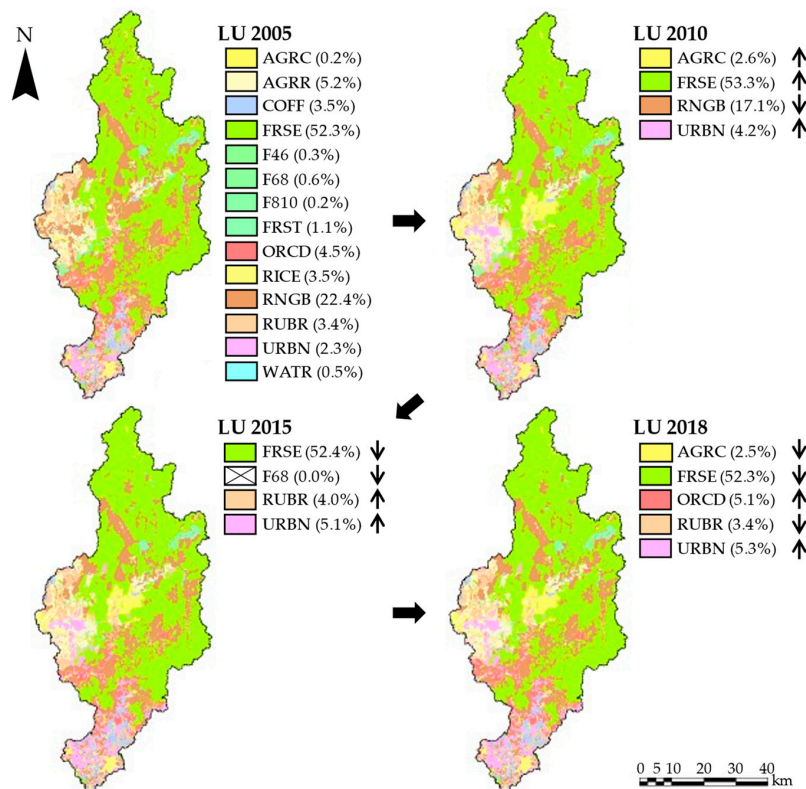 N
LU 2005
AGRC (0.2%)
AGRR (5.2%)
COFF (3.5%)
FRSE (52.3%)
F46 (0.3%)
F68 (0.6%)
F810 (0.2%)
FRST (1.1%)
ORCD (4.5%)
RICE (3.5%)
RNGB (22.4%)
RUBR (3.4%)
URBN (2.3%)
WATR (0.5%)
LU 2010
AGRC (2.6%) ↑
FRSE (53.3%) ↑
RNGB (17.1%) ↓
URBN (4.2%) ↑
LU 2015
FRSE (52.4%) ↓
F68 (0.0%) ↓
RUBR (4.0%) ↑
URBN (5.1%) ↑
LU 2018
AGRC (2.5%) ↓
FRSE (52.3%) ↓
ORCD (5.1%) ↑
RUBR (3.4%) ↓
URBN (5.3%) ↑
0 5 10 20 30 40
km